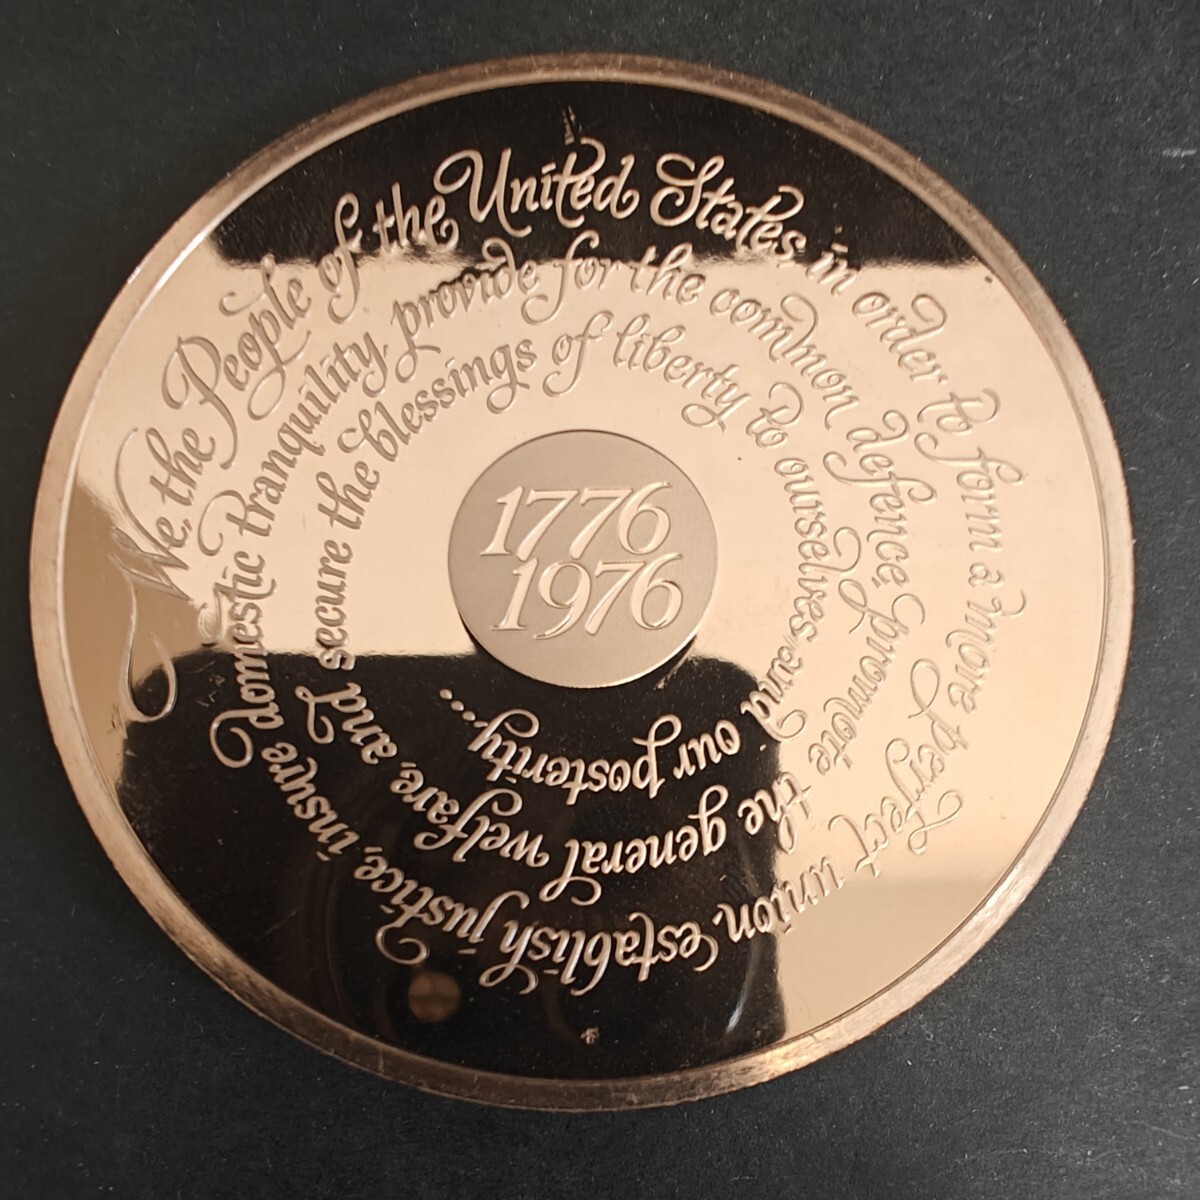 We, the People of the United States, in order to form a more perfect union, establish justice, insure domestic tranquility provide for the common defence, promote the general welfare, and secure the blessings of liberty to ourselves and our posterity...
1776
1976